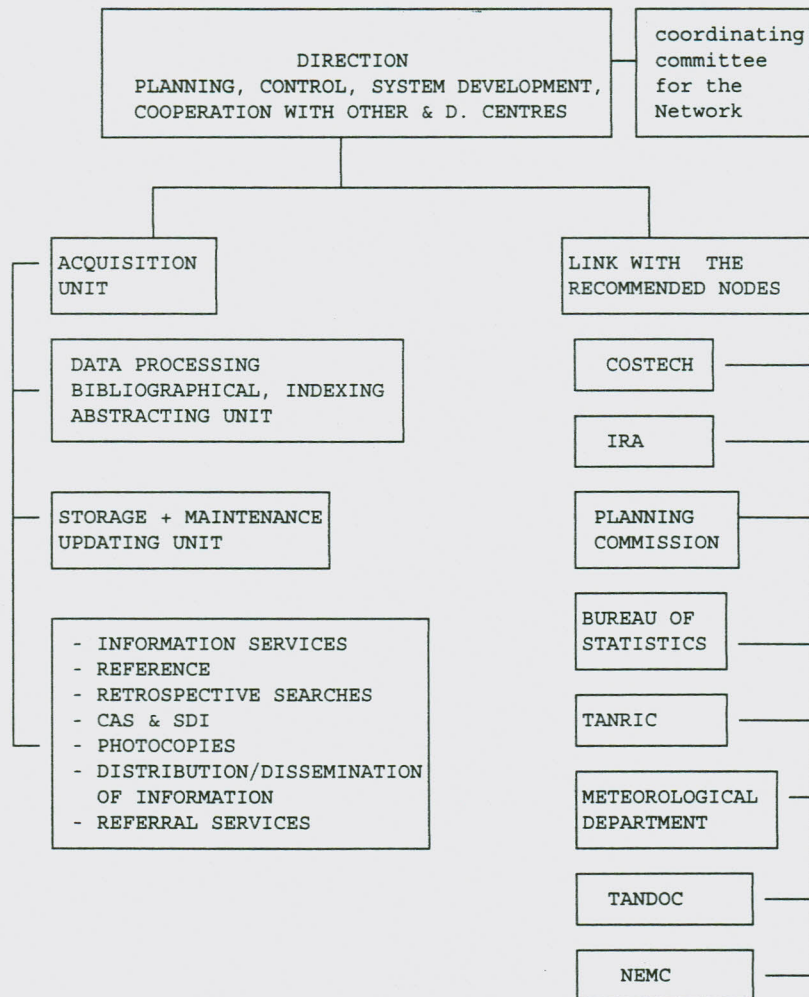 DIRECTION
PLANNING, CONTROL, SYSTEM DEVELOPMENT,
COOPERATION WITH OTHER & D. CENTRES
coordinating
committee
for the
Network
ACQUISITION
UNIT
DATA PROCESSING
BIBLIOGRAPHICAL, INDEXING
ABSTRACTING UNIT
STORAGE + MAINTENANCE
UPDATING UNIT
- INFORMATION SERVICES
- REFERENCE
- RETROSPECTIVE SEARCHES
- CAS & SDI
- PHOTOCOPIES
- DISTRIBUTION/DISSEMINATION
OF INFORMATION
- REFERRAL SERVICES
LINK WITH THE
RECOMMENDED NODES
COSTECH
IRA
PLANNING
COMMISSION
BUREAU OF
STATISTICS
TANRIC
METEOROLOGICAL
DEPARTMENT
TANDOC
NEMC